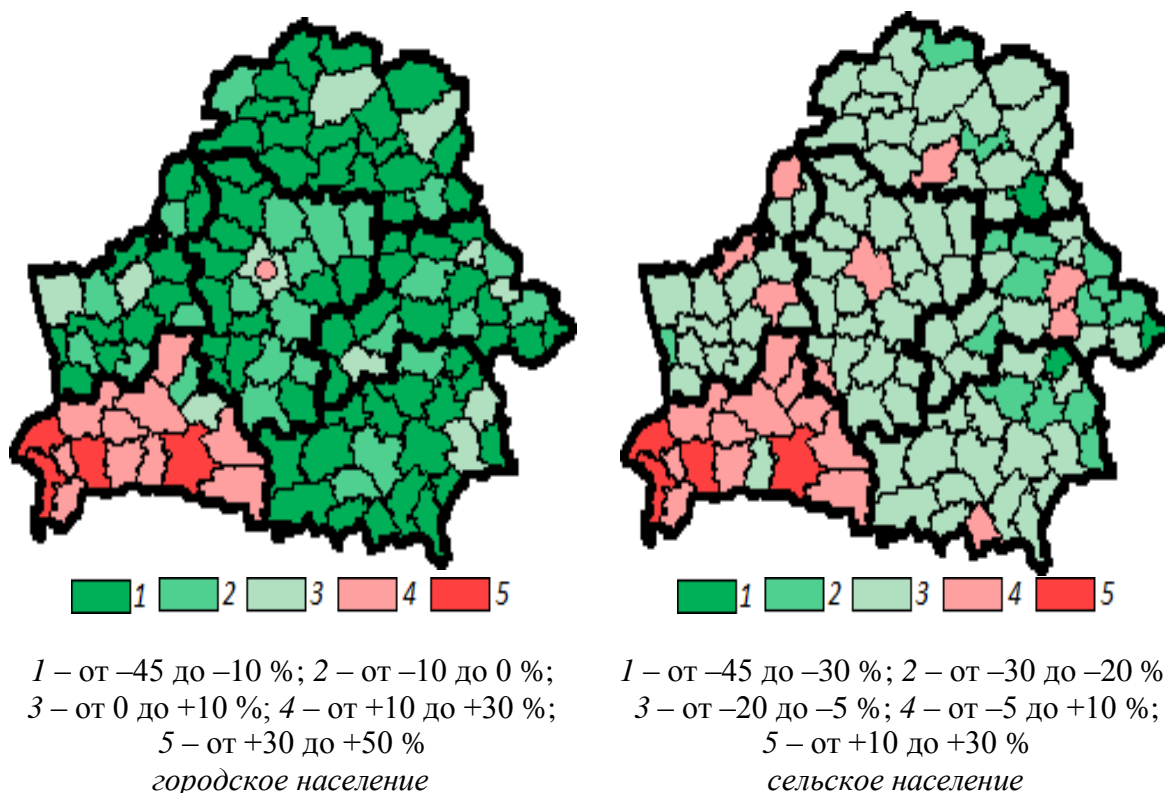 1 2 3 4 5
1 2 3 4 5
1 – от –45 до –10 %; 2 – от –10 до 0 %;
3 – от 0 до +10 %; 4 – от +10 до +30 %;
5 – от +30 до +50 %
городское население
1 – от –45 до –30 %; 2 – от –30 до –20 %
3 – от –20 до –5 %; 4 – от –5 до +10 %;
5 – от +10 до +30 %
сельское население